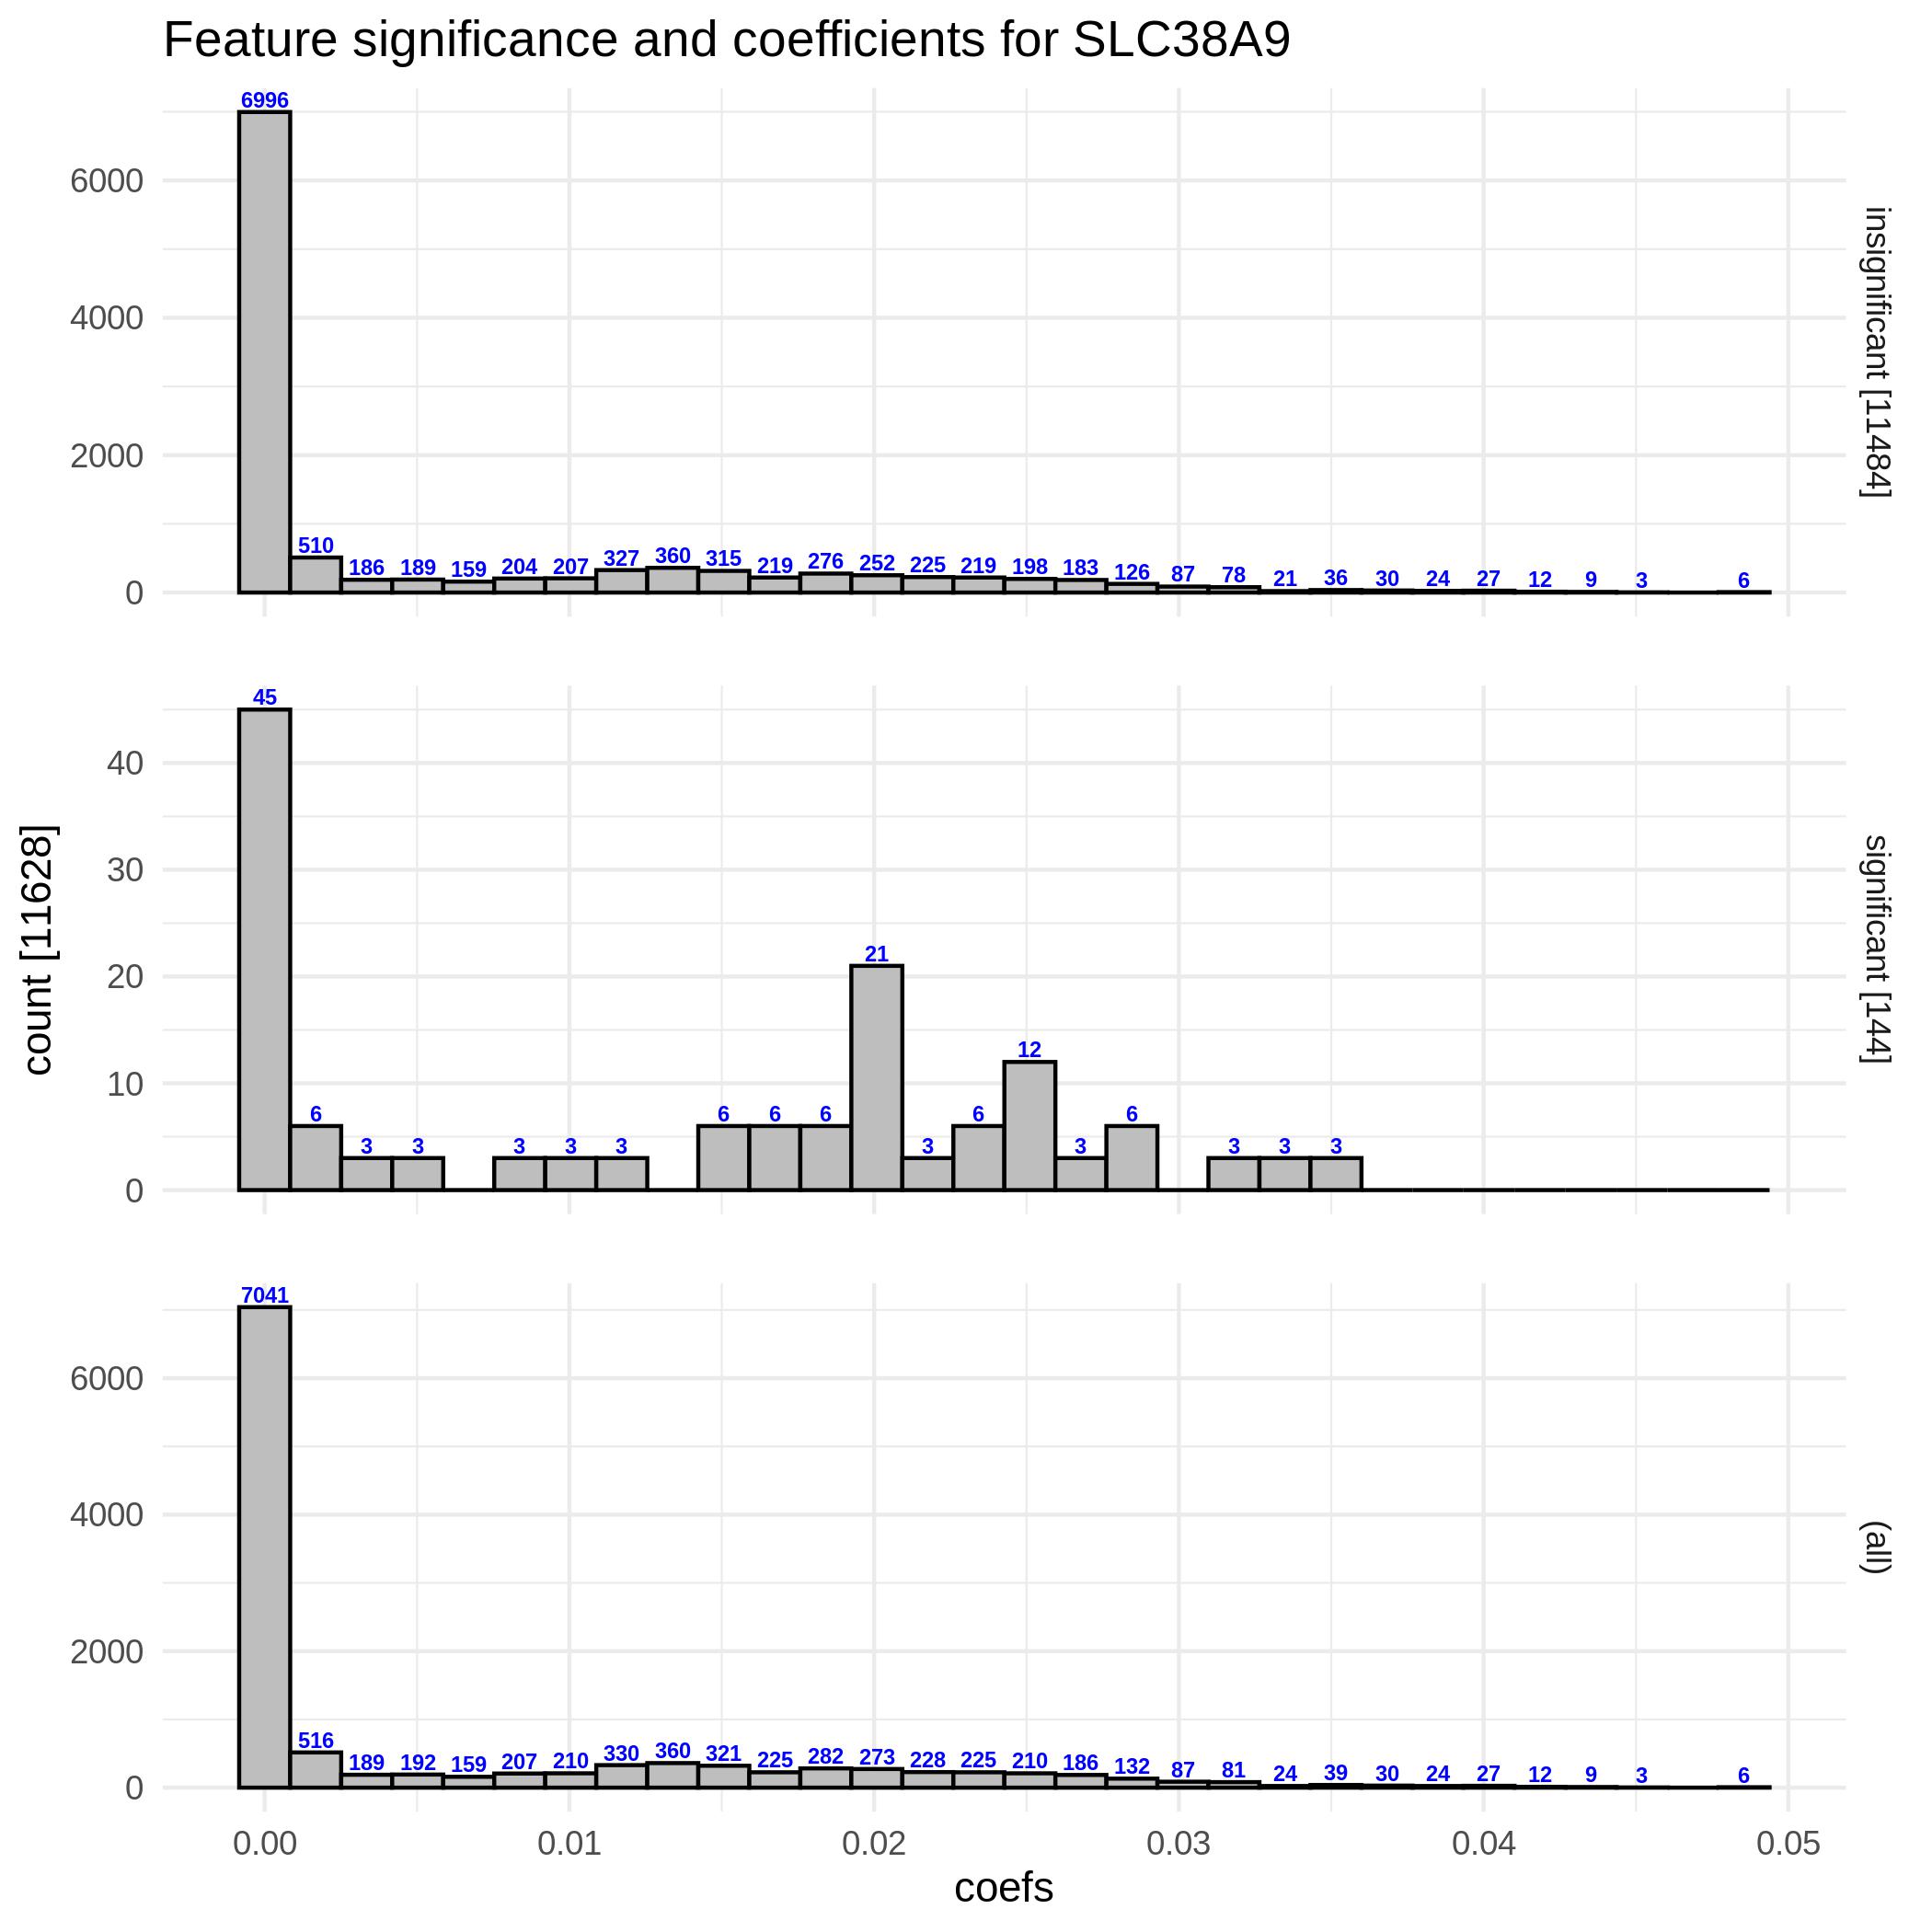 Feature significance and coefficients for SLC38A9
6996
6000
4000
2000
0
510 186 189 159 204 207 327 360 315 219 276 252 225 219 198 183 126 87 78 21 36 30 24 27 12 9 3 6
insignificant [11484]
count [11628]
45
40
30
20
10
0
6 3 3 3 3 3 6 6 6 21 3 6 12 3 6 3 3 3
significant [144]
7041
6000
4000
2000
0
516 189 192 159 207 210 330 360 321 225 282 273 228 225 210 186 132 87 81 24 39 30 24 27 12 9 3 6
(all)
0.00 0.01 0.02 0.03 0.04 0.05
coefs